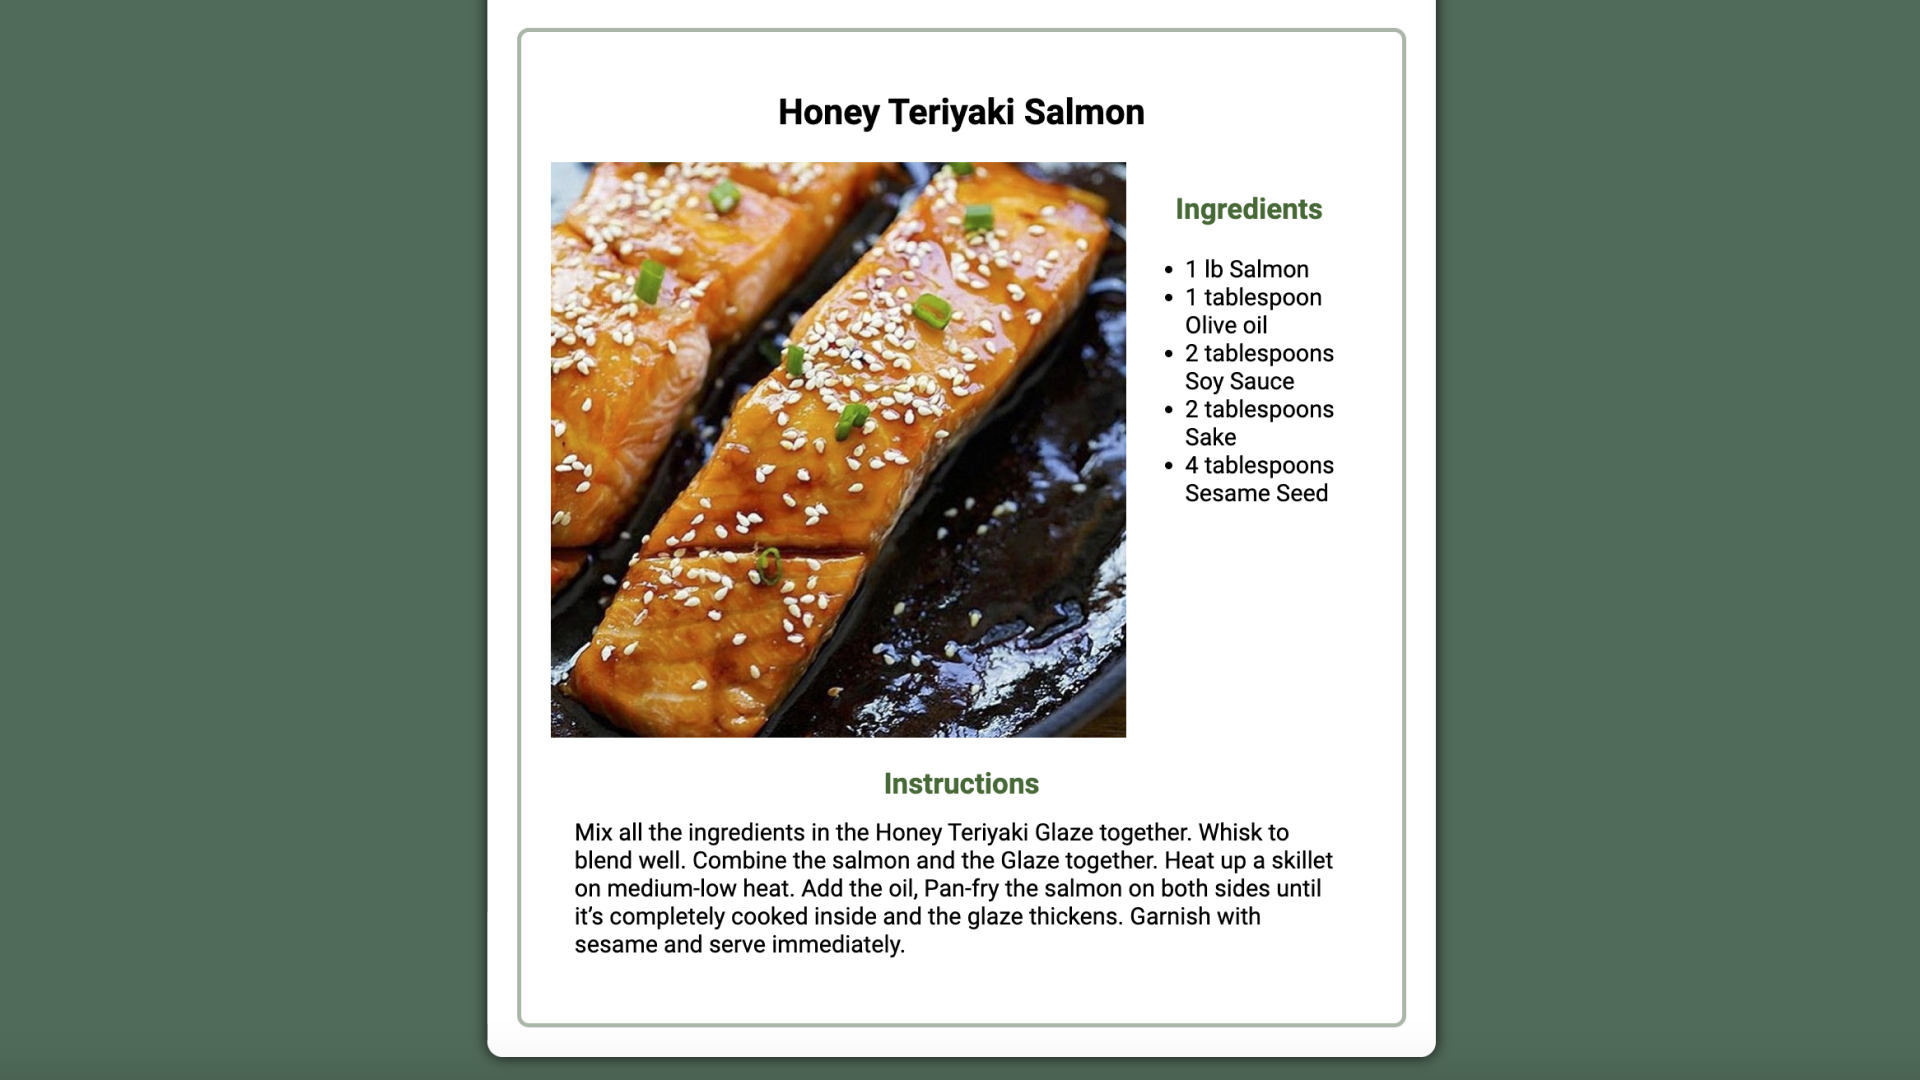 Honey Teriyaki Salmon
Ingredients
• 1 lb Salmon
• 1 tablespoon
Olive oil
• 2 tablespoons
Soy Sauce
• 2 tablespoons
Sake
• 4 tablespoons
Sesame Seed
Instructions
Mix all the ingredients in the Honey Teriyaki Glaze together. Whisk to
blend well. Combine the salmon and the Glaze together. Heat up a skillet
on medium-low heat. Add the oil, Pan-fry the salmon on both sides until
it’s completely cooked inside and the glaze thickens. Garnish with
sesame and serve immediately.